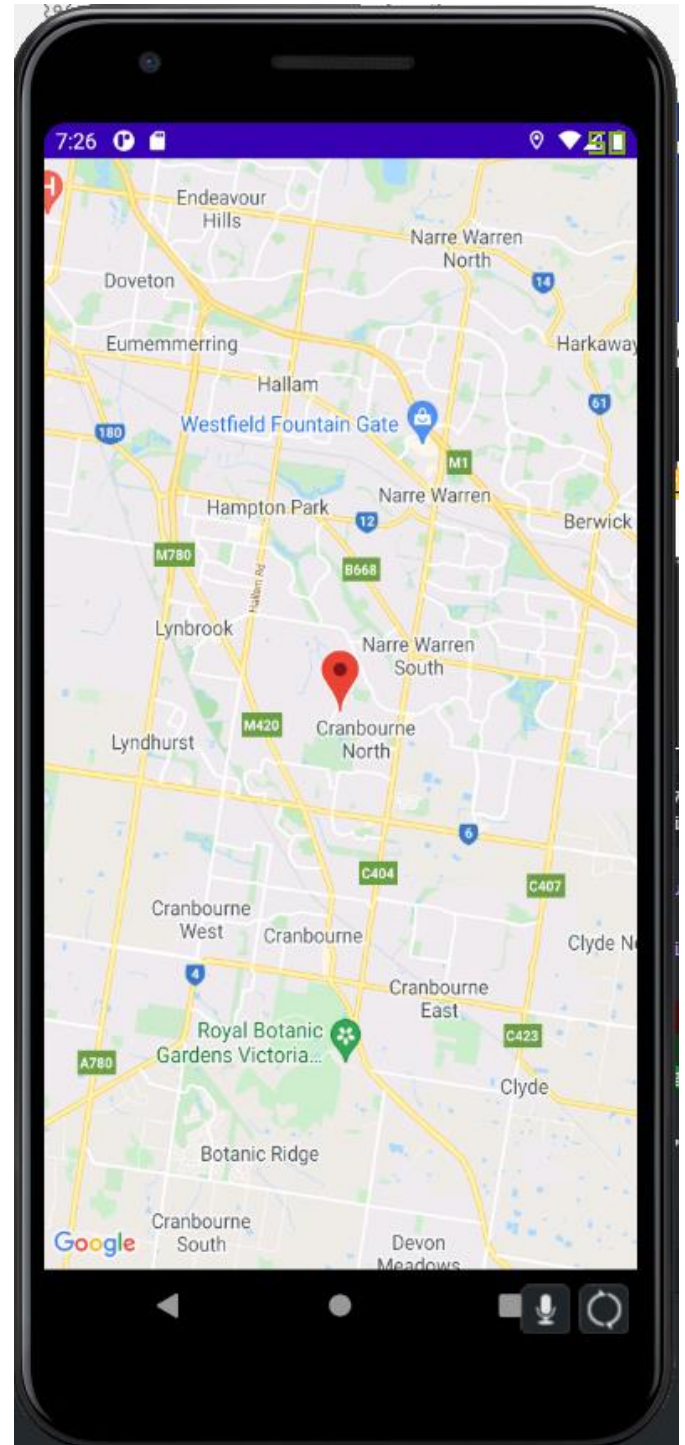 7:26
Endeavour
Hills
Narre Warren
North
14
Doveton
Eumemmerring
Harkaway
Hallam
61
Westfield Fountain Gate
180
M1
Narre Warren
Hampton Park
12
Berwick
M780
B668
Hallam Rd
Lynbrook
Narre Warren
South
M420
Cranbourne
North
Lyndhurst
6
C404
C407
Cranbourne
West
Cranbourne
Clyde N
4
Cranbourne
East
Royal Botanic
Gardens Victoria...
C423
A780
Clyde
Botanic Ridge
Cranbourne
South
Google
Devon
Meadows